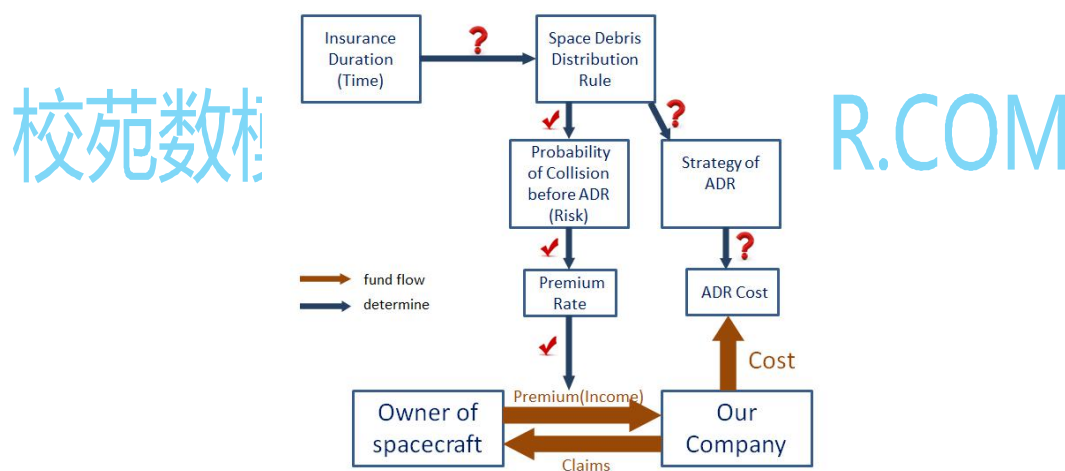 Insurance
Duration
(Time)
?
Space Debris
Distribution
Rule
?
校苑数
R.COM
Probability
of Collision
before ADR
(Risk)
Strategy of
ADR
?
fund flow
determine
Premium
Rate
ADR Cost
Cost
Premium(Income)
Owner of
spacecraft
Our
Company
Claims